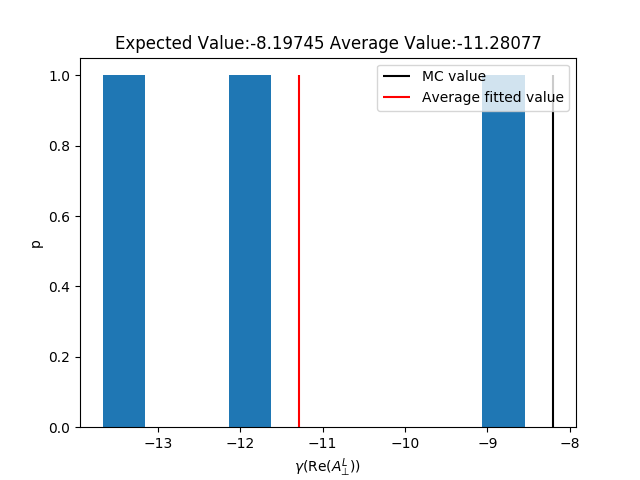 Expected Value:-8.19745 Average Value:-11.28077
MC value
Average fitted value
1.0
0.8
0.6
0.4
0.2
0.0
p
−13 −12 −11 −10 −9 −8
γ(Re(A_⊥^L))